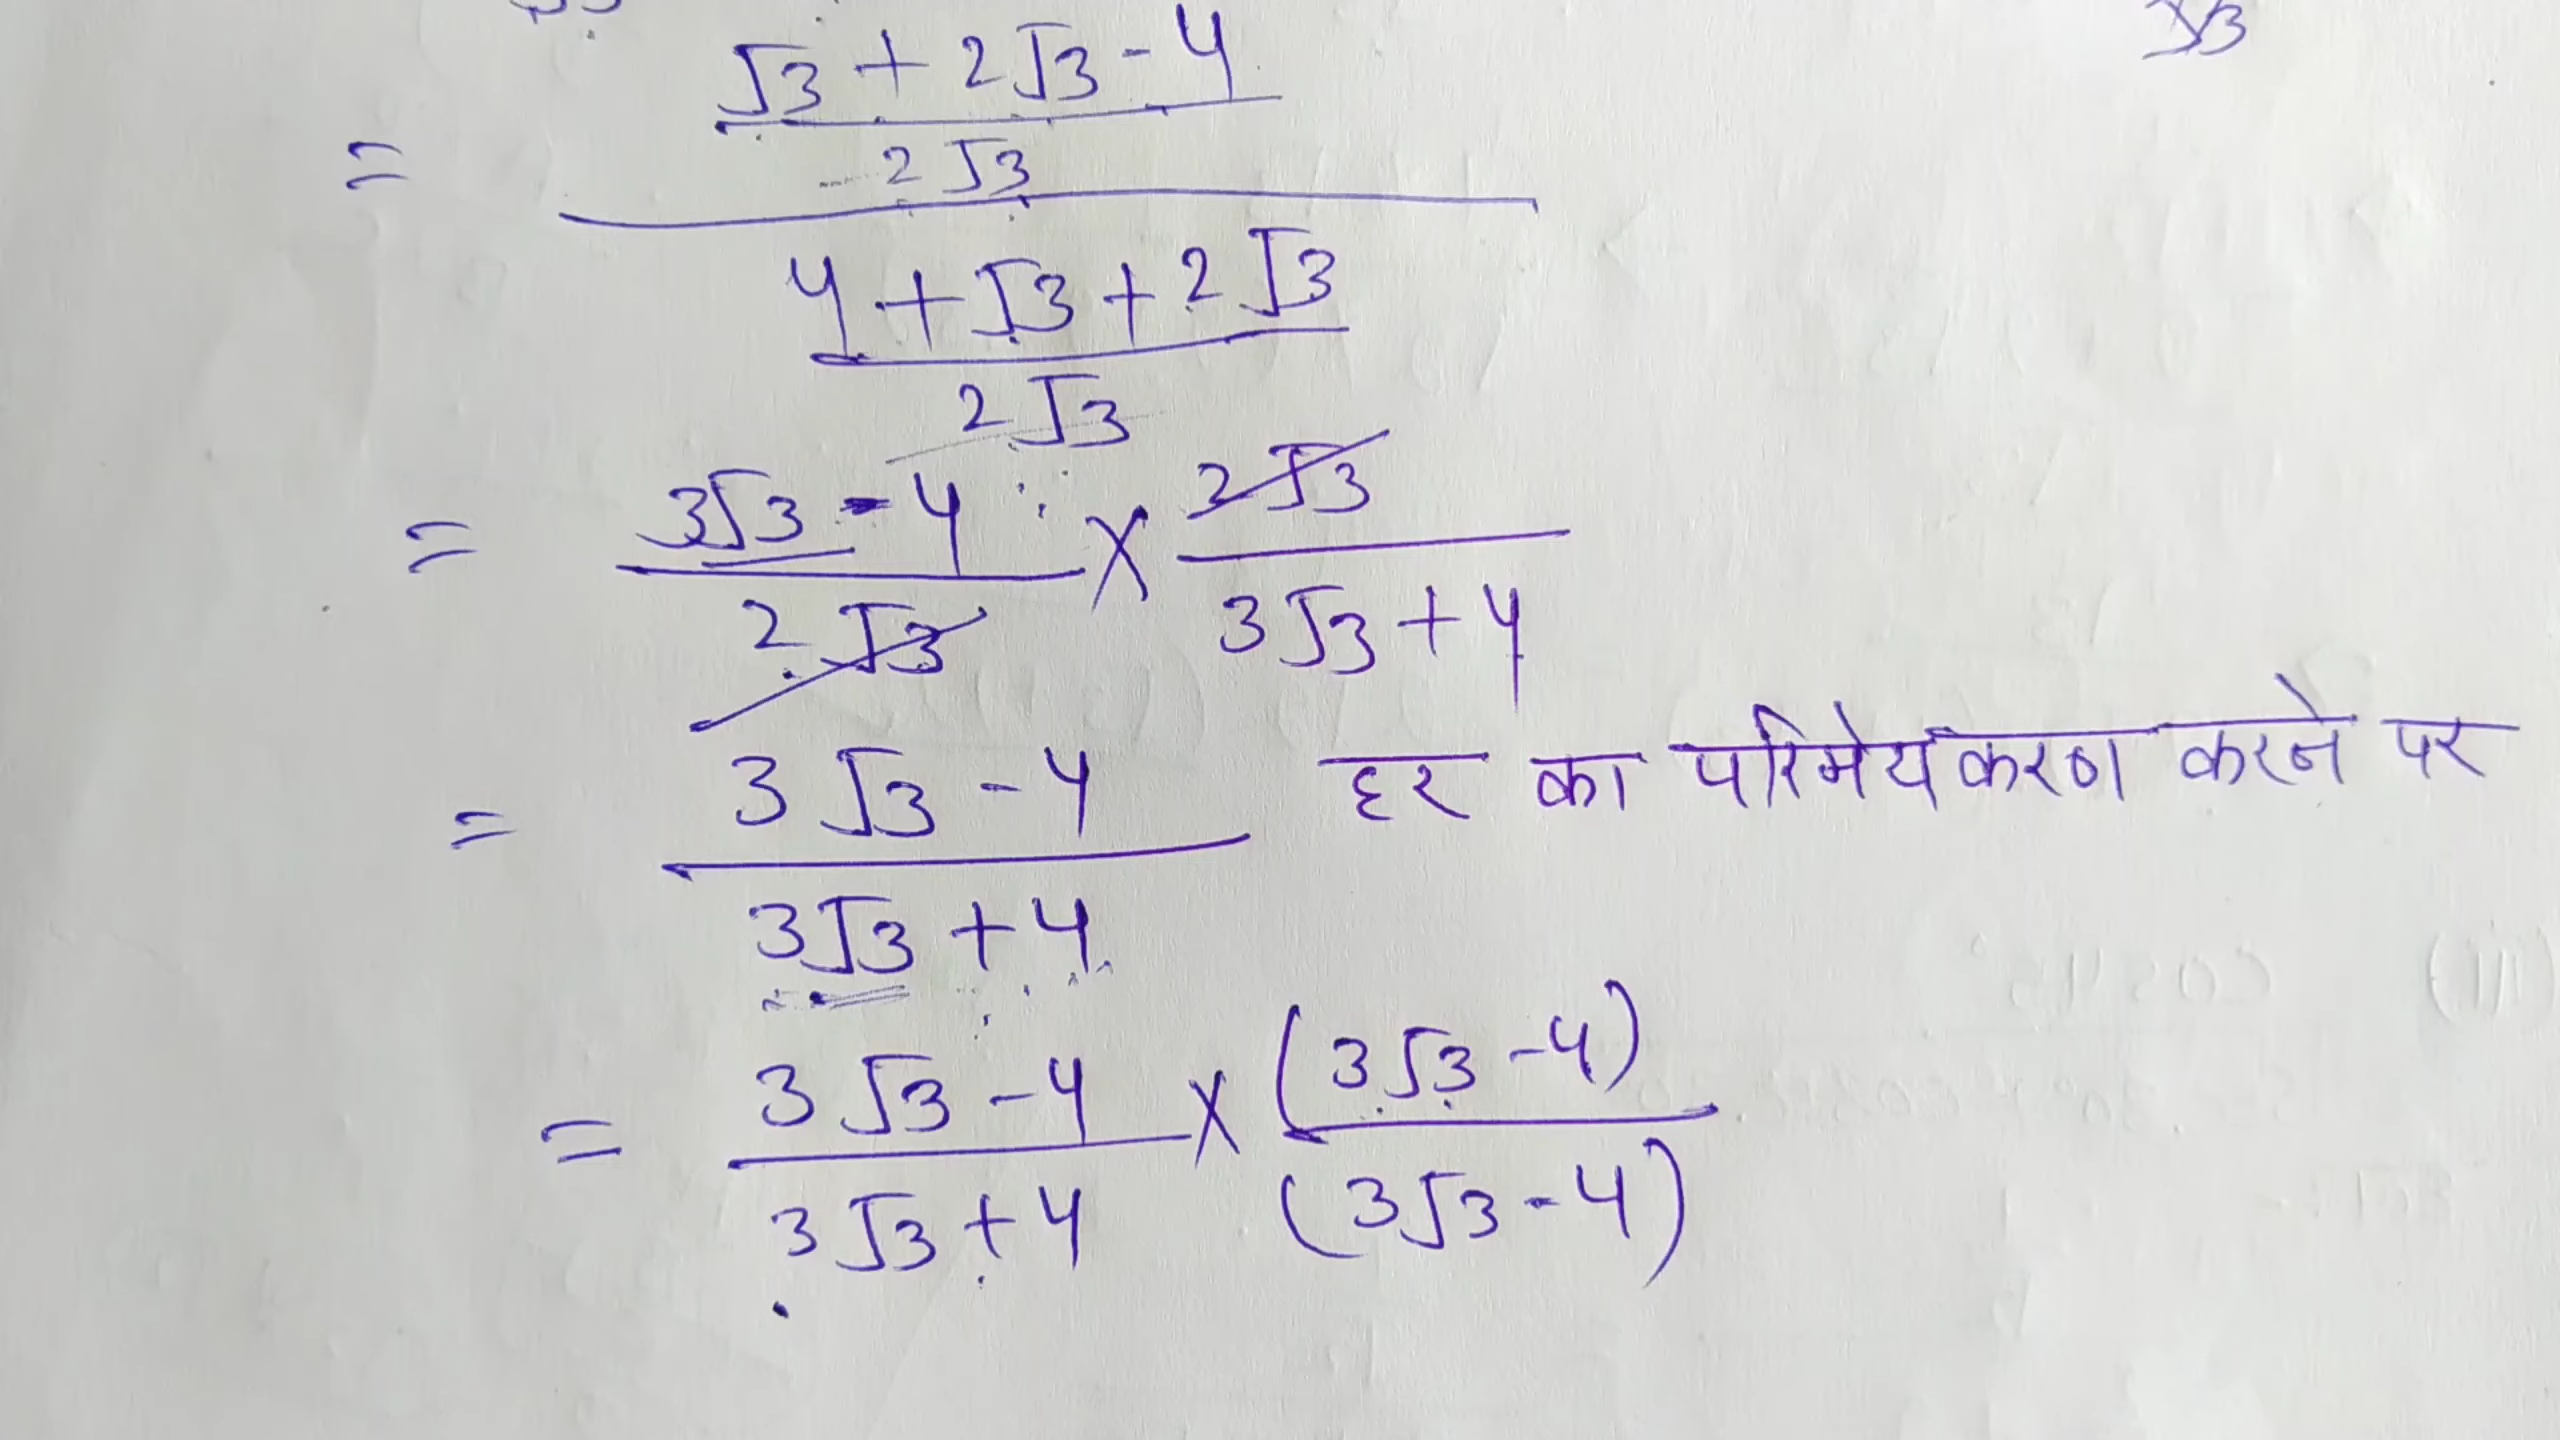 √3 + 2√3 - 4
2√3
=
4 + √3 + 2√3
2√3
= 3√3 - 4 × 2√3
2√3 3√3 + 4
= 3√3 - 4 हर का परिमेयकरण करने पर
3√3 + 4
= 3√3 - 4 × (3√3 - 4)
3√3 + 4 (3√3 - 4)